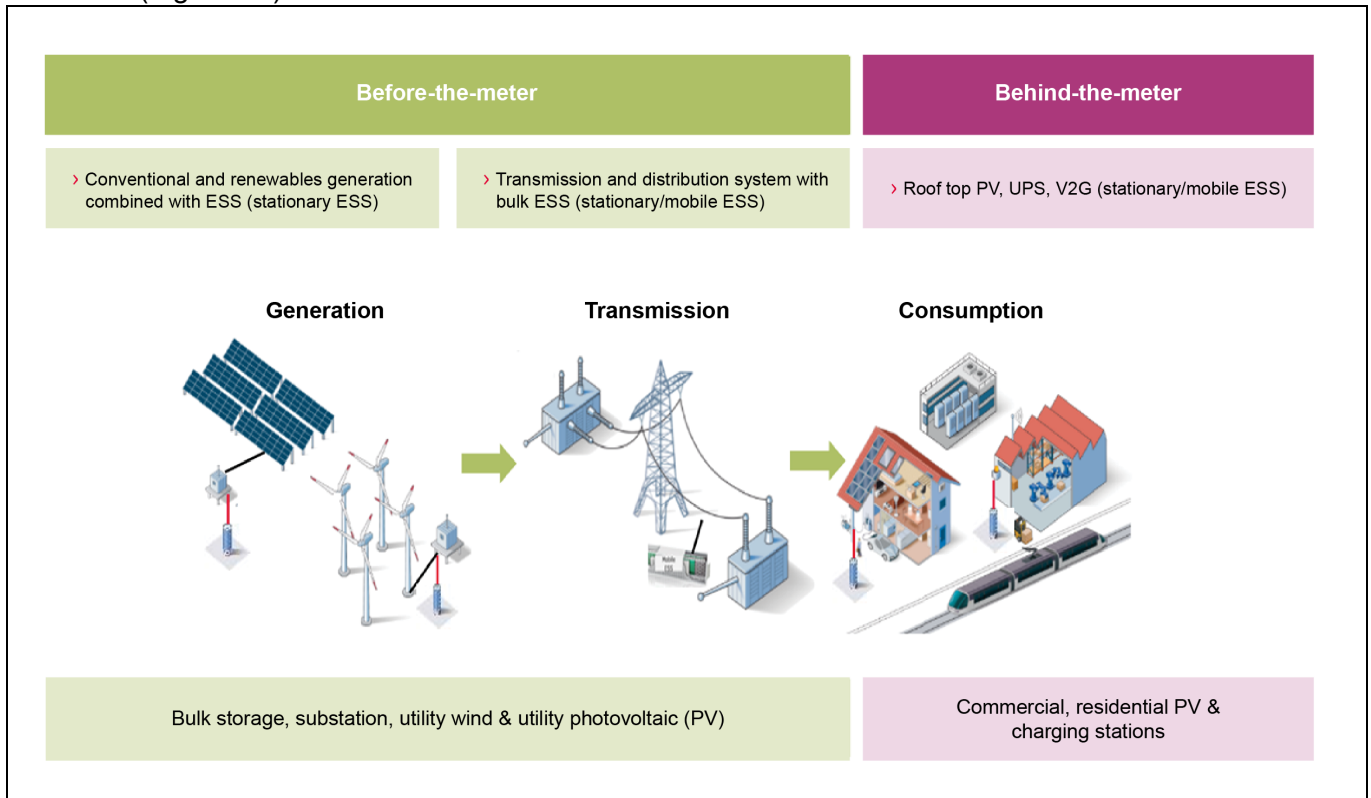 Before-the-meter
Behind-the-meter
› Conventional and renewables generation
combined with ESS (stationary ESS)
› Transmission and distribution system with
bulk ESS (stationary/mobile ESS)
› Roof top PV, UPS, V2G (stationary/mobile ESS)
Generation
Transmission
Consumption
Mobile
ESS
Bulk storage, substation, utility wind & utility photovoltaic (PV)
Commercial, residential PV &
charging stations